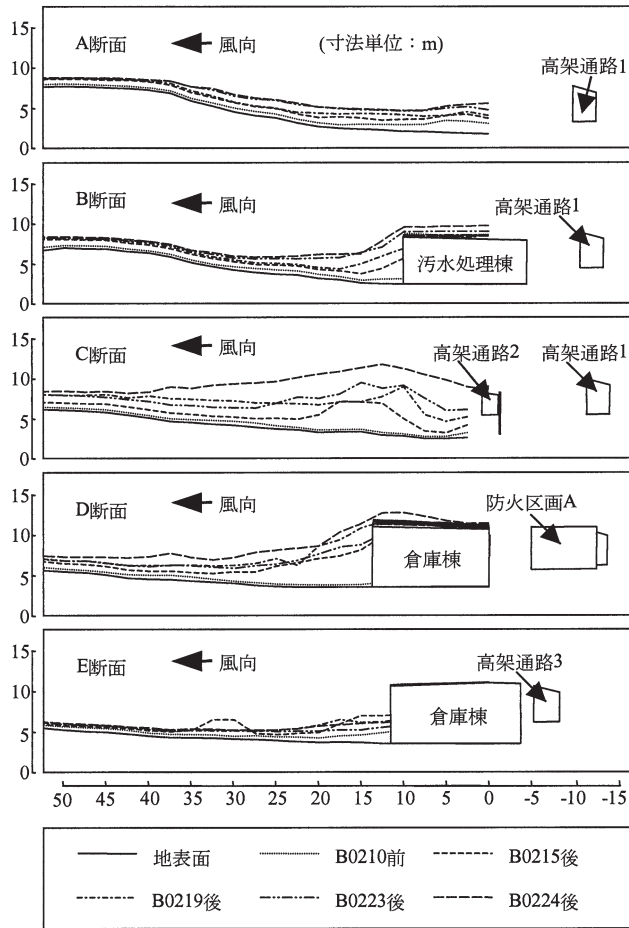 15
10
5
0
A断面
風向
(寸法単位：m)
高架通路1
15
10
5
0
B断面
風向
高架通路1
汚水処理棟
15
10
5
0
C断面
風向
高架通路2
高架通路1
15
10
5
0
D断面
風向
防火区画A
倉庫棟
15
10
5
0
E断面
風向
高架通路3
倉庫棟
50 45 40 35 30 25 20 15 10 5 0 -5 -10 -15
地表面 B0210前 B0215後
B0219後 B0223後 B0224後